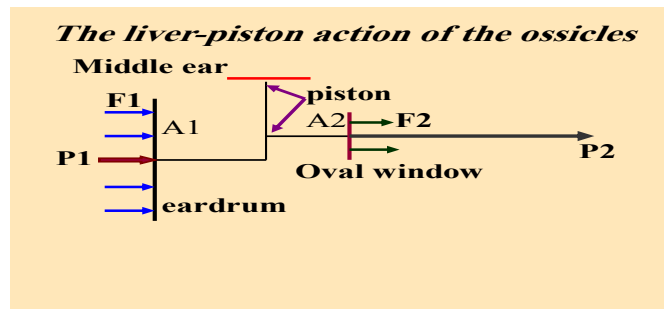 The liver-piston action of the ossicles
Middle ear
F1
piston
A1
A2
F2
P1
P2
Oval window
eardrum